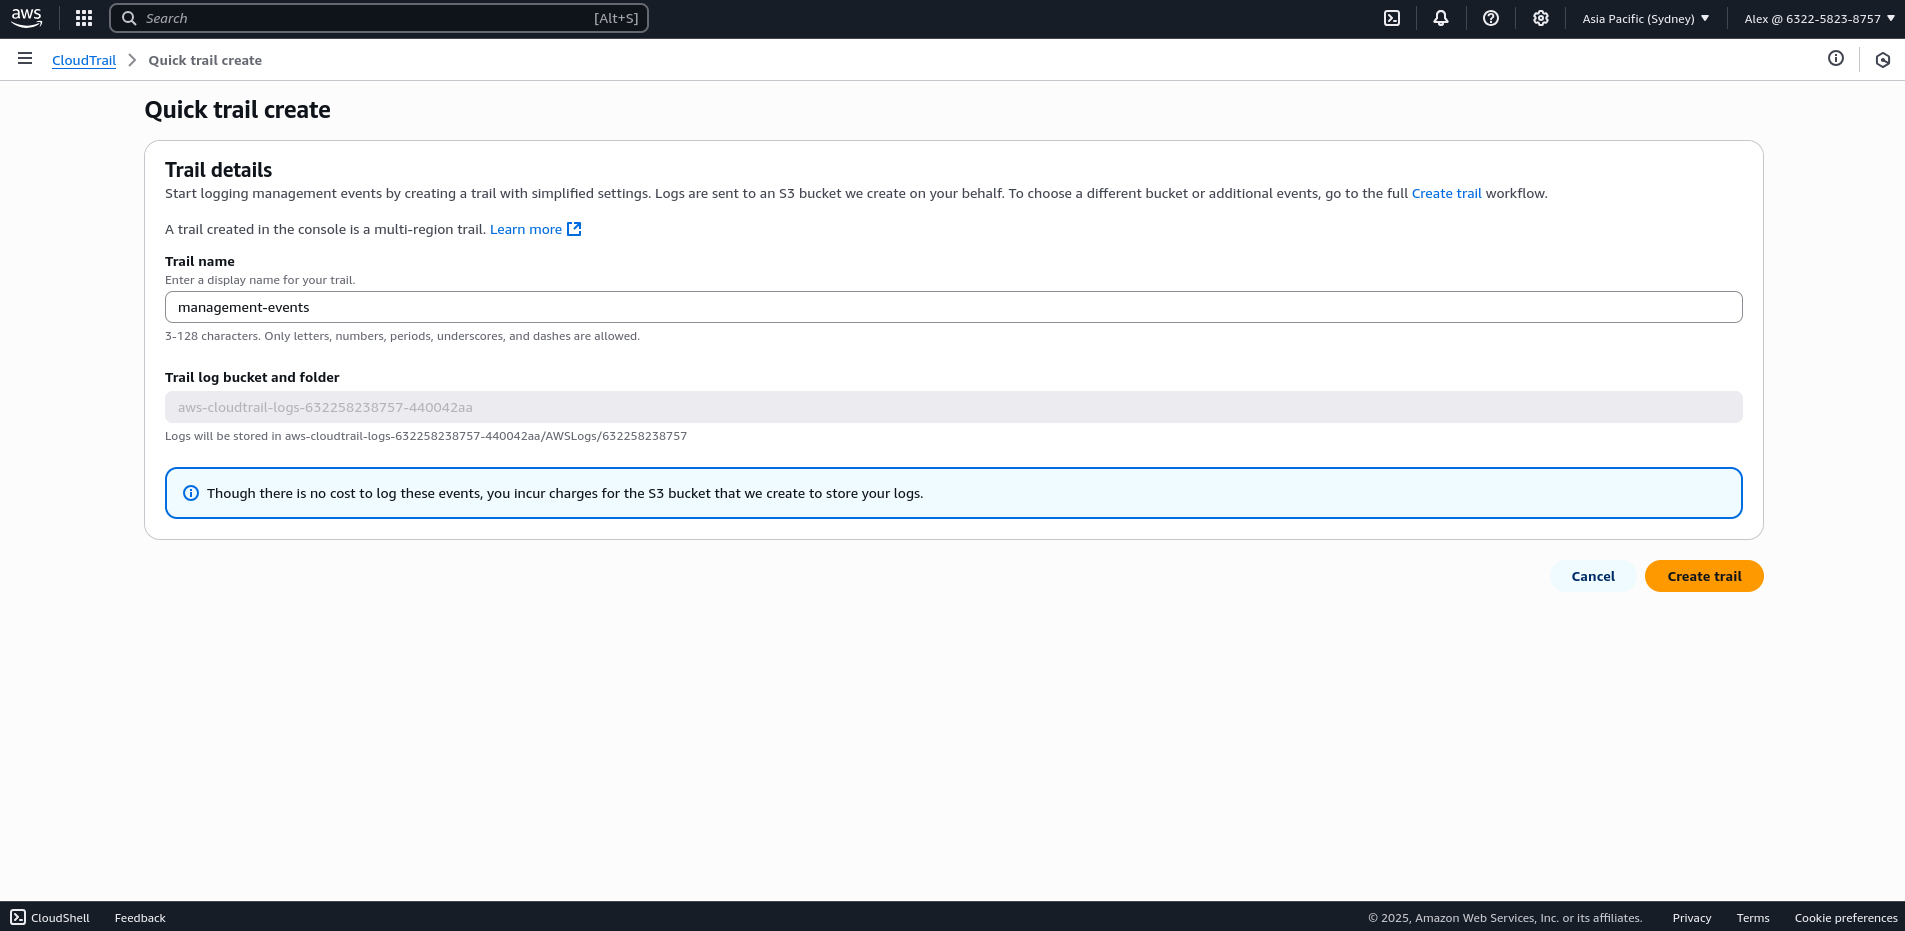 aws
Search
[Alt+S]
Asia Pacific (Sydney)
Alex @ 6322-5823-8757
CloudTrail
Quick trail create
Quick trail create
Trail details
Start logging management events by creating a trail with simplified settings. Logs are sent to an S3 bucket we create on your behalf. To choose a different bucket or additional events, go to the full Create trail workflow.
A trail created in the console is a multi-region trail. Learn more
Trail name
Enter a display name for your trail.
management-events
3-128 characters. Only letters, numbers, periods, underscores, and dashes are allowed.
Trail log bucket and folder
aws-cloudtrail-logs-632258238757-440042aa
Logs will be stored in aws-cloudtrail-logs-632258238757-440042aa/AWSLogs/632258238757
Though there is no cost to log these events, you incur charges for the S3 bucket that we create to store your logs.
Cancel
Create trail
CloudShell
Feedback
© 2025, Amazon Web Services, Inc. or its affiliates.
Privacy
Terms
Cookie preferences